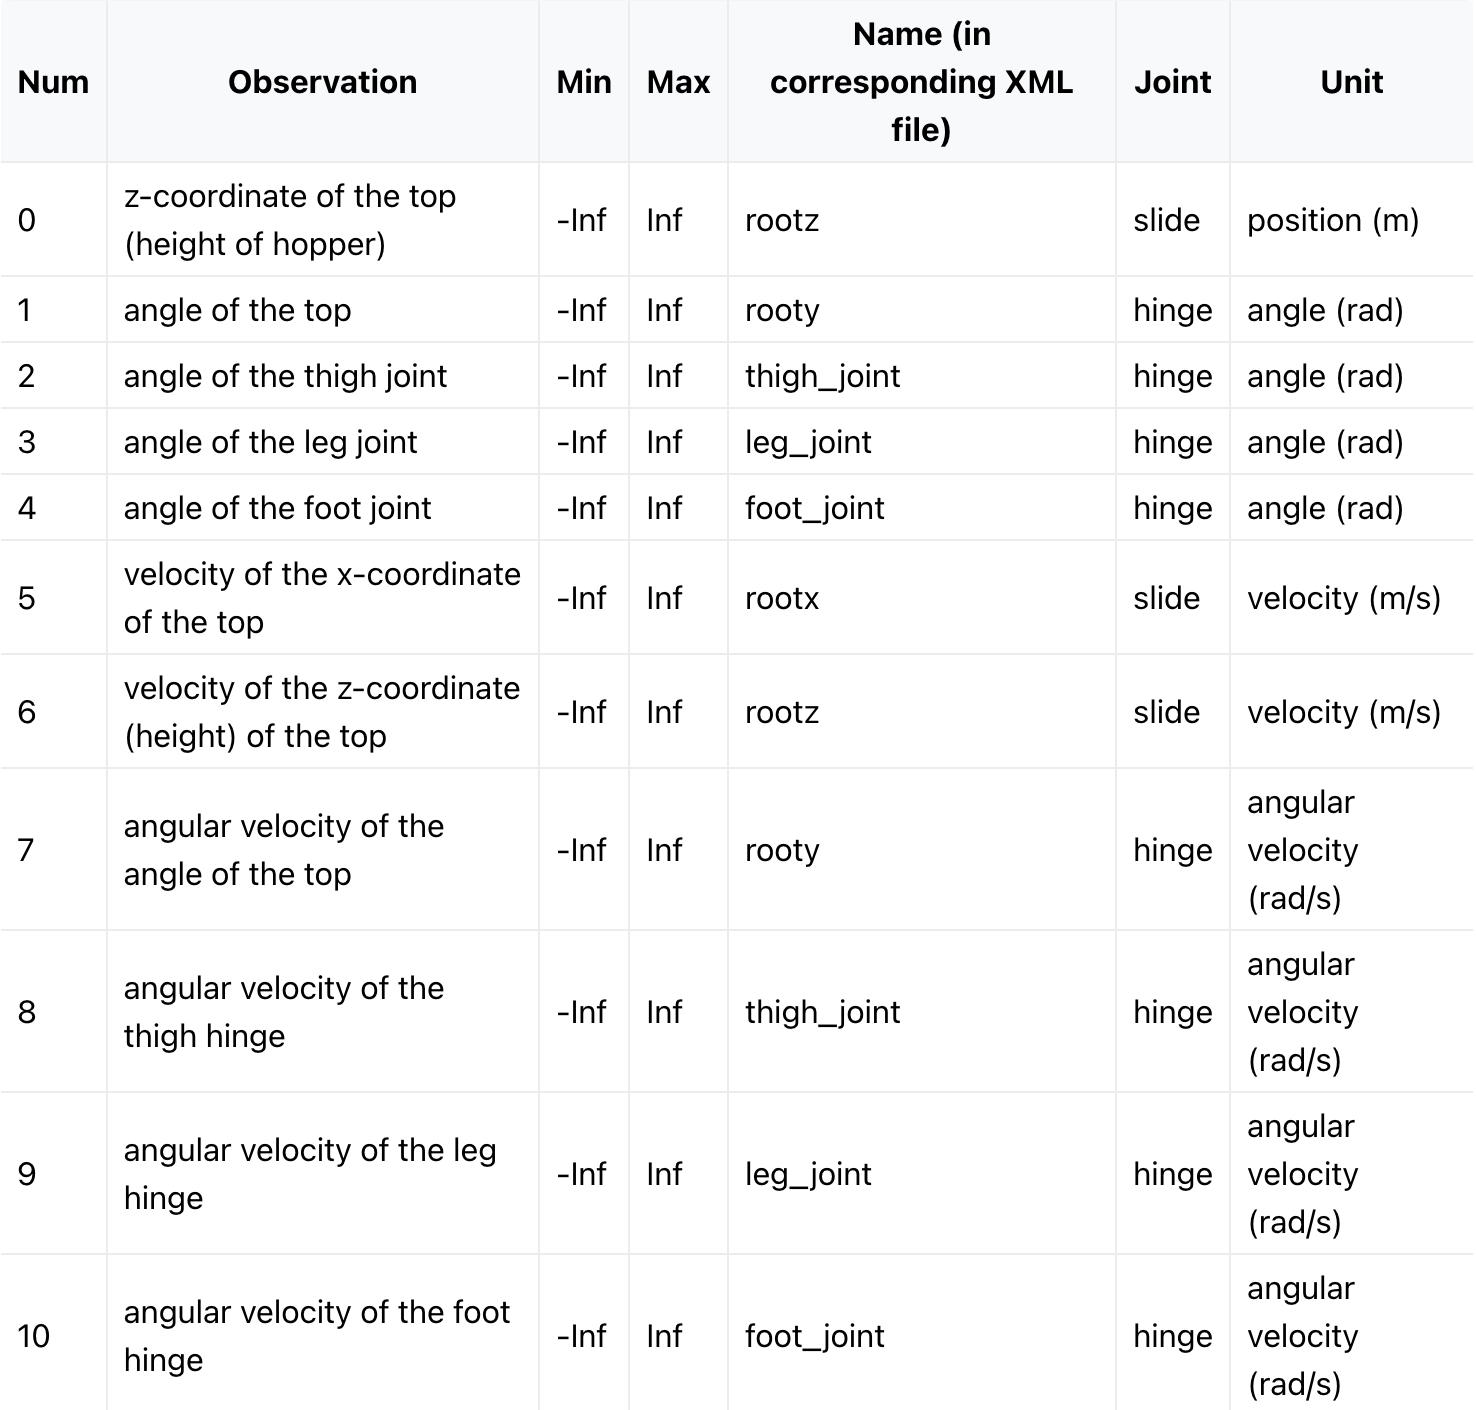 Num Observation Min Max Name (in corresponding XML file) Joint Unit
0 z-coordinate of the top (height of hopper) -Inf Inf rootz slide position (m)
1 angle of the top -Inf Inf rooty hinge angle (rad)
2 angle of the thigh joint -Inf Inf thigh_joint hinge angle (rad)
3 angle of the leg joint -Inf Inf leg_joint hinge angle (rad)
4 angle of the foot joint -Inf Inf foot_joint hinge angle (rad)
5 velocity of the x-coordinate of the top -Inf Inf rootx slide velocity (m/s)
6 velocity of the z-coordinate (height) of the top -Inf Inf rootz slide velocity (m/s)
7 angular velocity of the angle of the top -Inf Inf rooty hinge angular velocity (rad/s)
8 angular velocity of the thigh hinge -Inf Inf thigh_joint hinge angular velocity (rad/s)
9 angular velocity of the leg hinge -Inf Inf leg_joint hinge angular velocity (rad/s)
10 angular velocity of the foot hinge -Inf Inf foot_joint hinge angular velocity (rad/s)